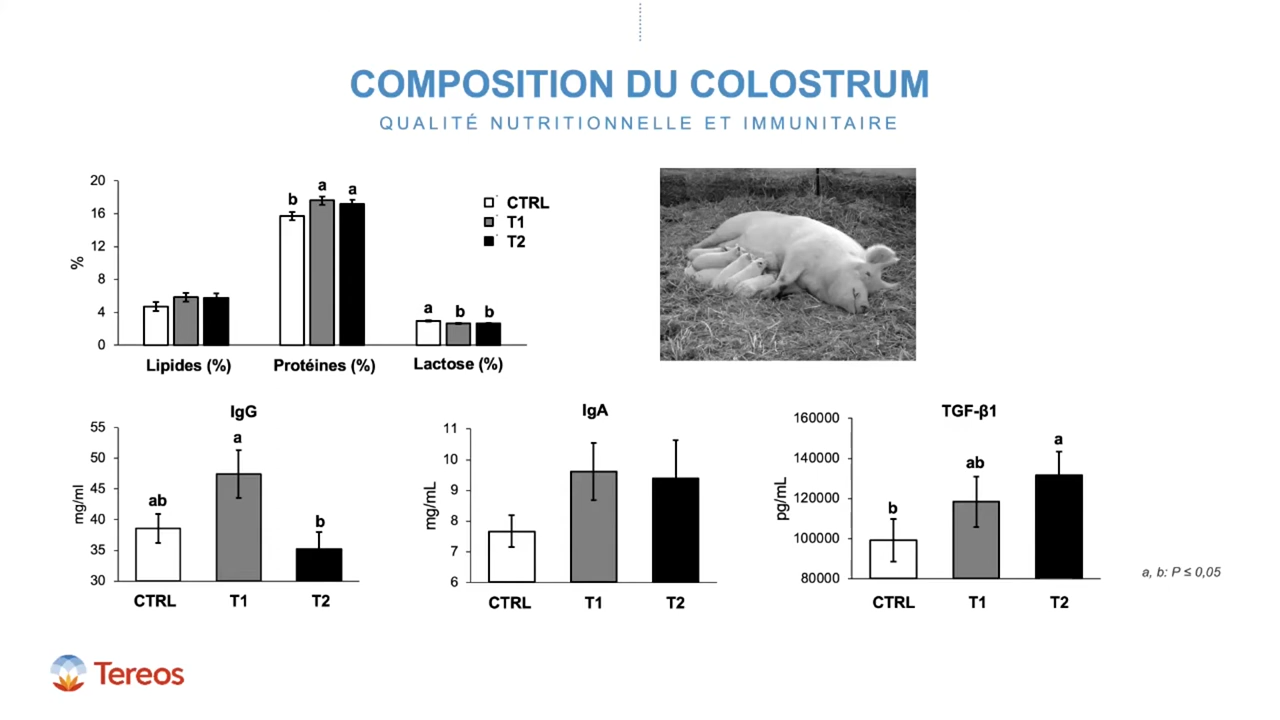 COMPOSITION DU COLOSTRUM
QUALITÉ NUTRITIONNELLE ET IMMUNITAIRE
20
16
12
8
4
0
%
b
a
a
a
b
b
Lipides (%)
Protéines (%)
Lactose (%)
CTRL
T1
T2
IgG
55
50
45
40
35
30
mg/ml
ab
a
b
CTRL
T1
T2
IgA
11
10
9
8
7
6
mg/mL
CTRL
T1
T2
TGF-β1
160000
140000
120000
100000
80000
pg/mL
b
ab
a
CTRL
T1
T2
a, b: P ≤ 0,05
Tereos